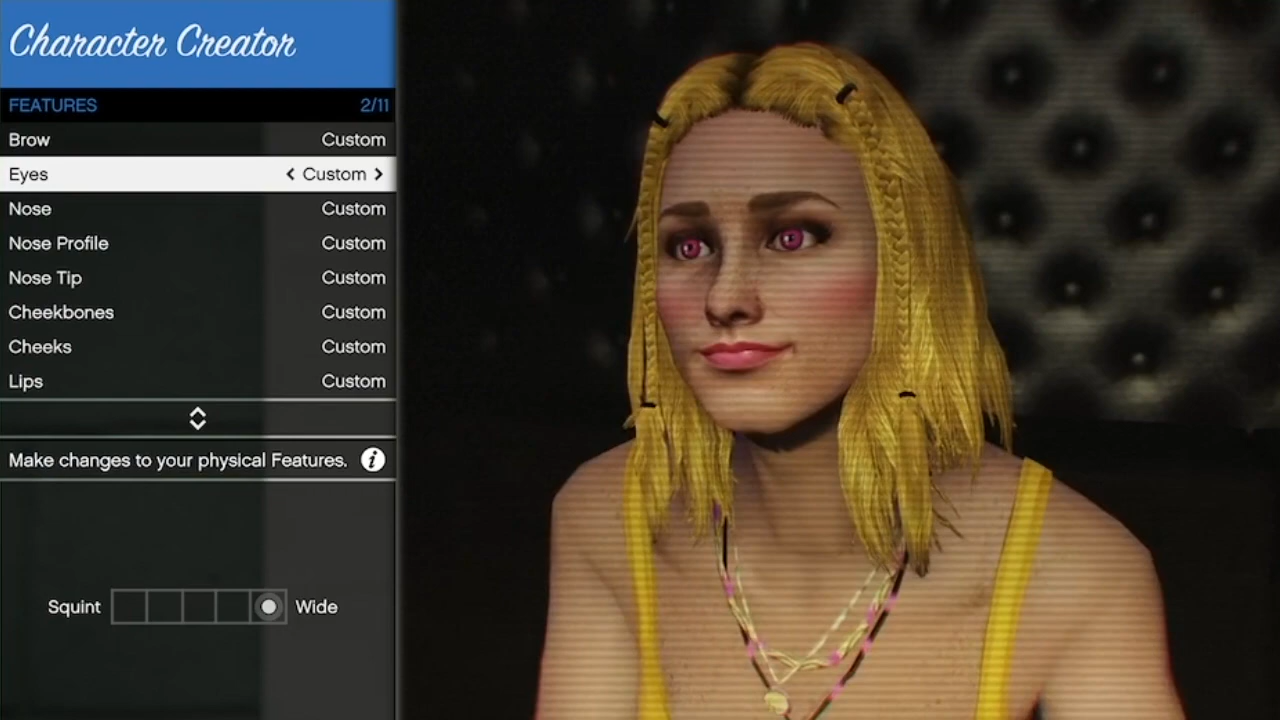 Character Creator
FEATURES 2/11
Brow Custom
Eyes < Custom >
Nose Custom
Nose Profile Custom
Nose Tip Custom
Cheekbones Custom
Cheeks Custom
Lips Custom
Make changes to your physical Features. i
Squint Wide